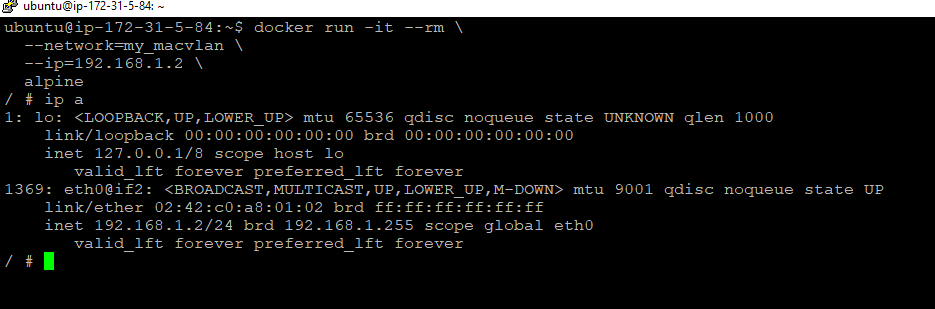 ubuntu@ip-172-31-5-84: ~
ubuntu@ip-172-31-5-84:~$ docker run -it --rm \
  --network=my_macvlan \
  --ip=192.168.1.2 \
  alpine
/ # ip a
1: lo: <LOOPBACK,UP,LOWER_UP> mtu 65536 qdisc noqueue state UNKNOWN qlen 1000
    link/loopback 00:00:00:00:00:00 brd 00:00:00:00:00:00
    inet 127.0.0.1/8 scope host lo
       valid_lft forever preferred_lft forever
1369: eth0@if2: <BROADCAST,MULTICAST,UP,LOWER_UP,M-DOWN> mtu 9001 qdisc noqueue state UP
    link/ether 02:42:c0:a8:01:02 brd ff:ff:ff:ff:ff:ff
    inet 192.168.1.2/24 brd 192.168.1.255 scope global eth0
       valid_lft forever preferred_lft forever
/ #